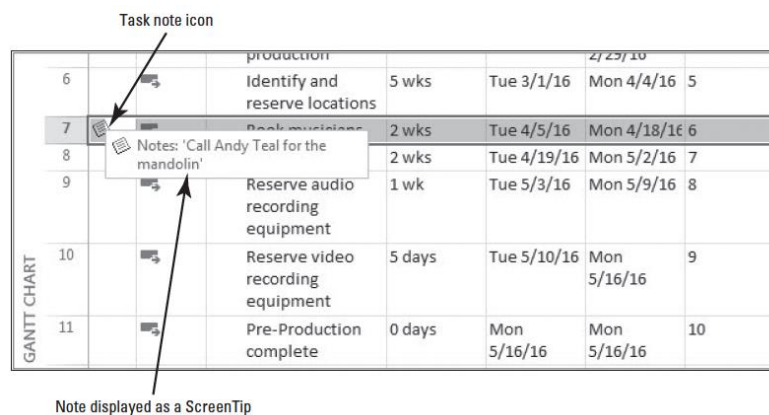 Task note icon
production 2/29/16
6 Identify and 5 wks Tue 3/1/16 Mon 4/4/16 5
reserve locations
7 Book musicians 2 wks Tue 4/5/16 Mon 4/18/16 6
Notes: 'Call Andy Teal for the
mandolin'
8 2 wks Tue 4/19/16 Mon 5/2/16 7
9 Reserve audio 1 wk Tue 5/3/16 Mon 5/9/16 8
recording
equipment
10 Reserve video 5 days Tue 5/10/16 Mon 9
recording 5/16/16
equipment
11 Pre-Production 0 days Mon Mon 10
complete 5/16/16 5/16/16
GANTT CHART
Note displayed as a ScreenTip